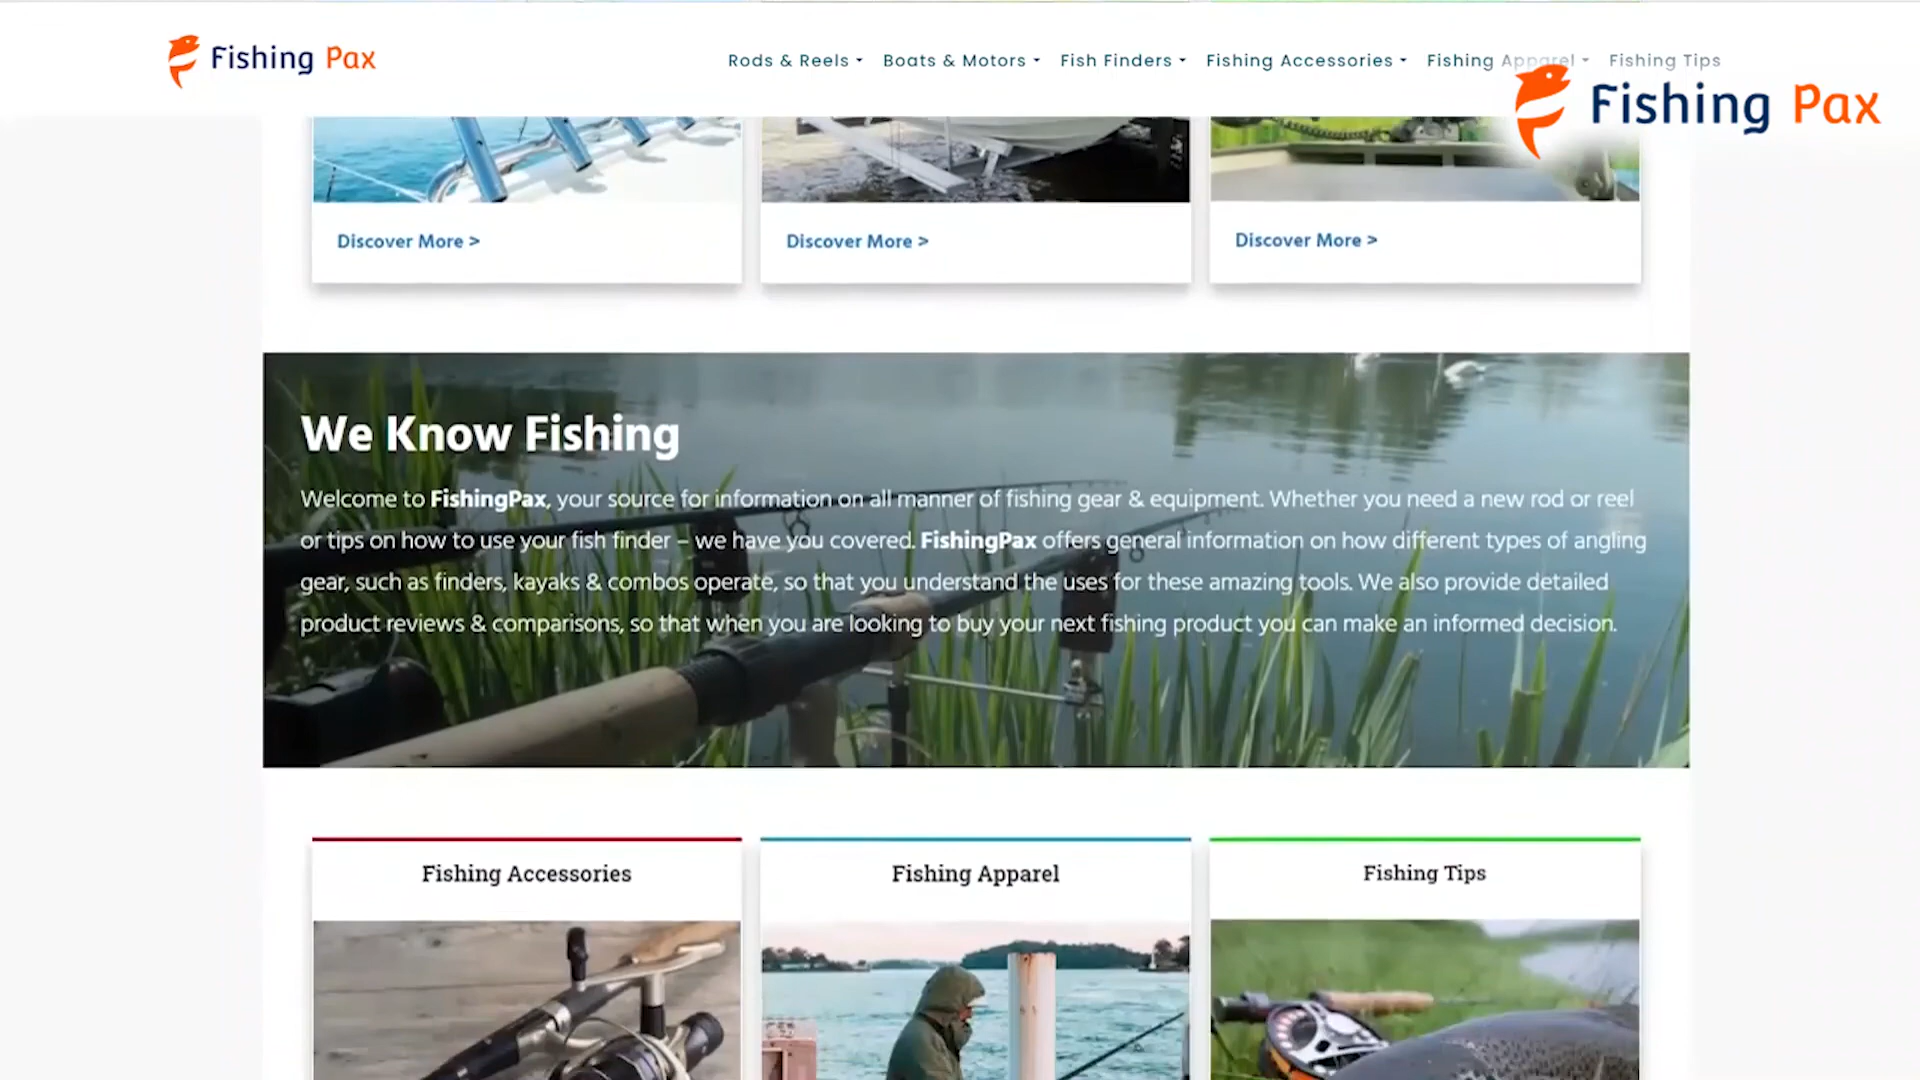 Fishing Pax
Rods & Reels Boats & Motors Fish Finders Fishing Accessories Fishing Apparel Fishing Tips
Fishing Pax
Discover More > Discover More > Discover More >
We Know Fishing
Welcome to FishingPax, your source for information on all manner of fishing gear & equipment. Whether you need a new rod or reel
or tips on how to use your fish finder – we have you covered. FishingPax offers general information on how different types of angling
gear, such as finders, kayaks & combos operate, so that you understand the uses for these amazing tools. We also provide detailed
product reviews & comparisons, so that when you are looking to buy your next fishing product you can make an informed decision.
Fishing Accessories Fishing Apparel Fishing Tips